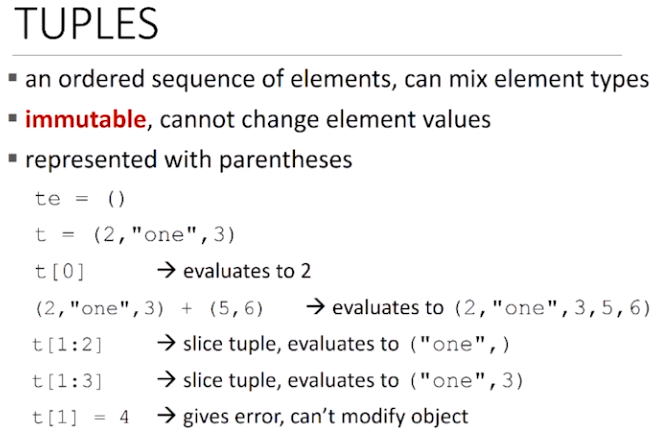 TUPLES
▪ an ordered sequence of elements, can mix element types
▪ immutable, cannot change element values
▪ represented with parentheses
te = ()
t = (2,"one",3)
t[0] → evaluates to 2
(2,"one",3) + (5,6) → evaluates to (2,"one",3,5,6)
t[1:2] → slice tuple, evaluates to ("one",)
t[1:3] → slice tuple, evaluates to ("one",3)
t[1] = 4 → gives error, can’t modify object